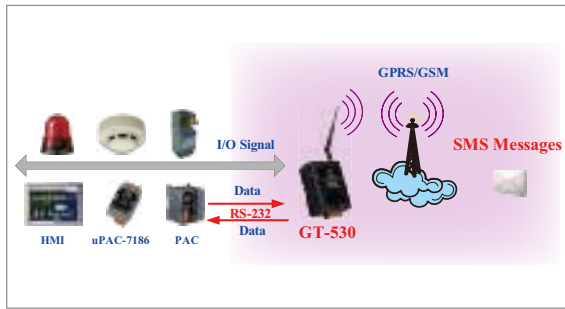 GPRS/GSM
I/O Signal
SMS Messages
Data
RS-232
Data
HMI
uPAC-7186
PAC
GT-530